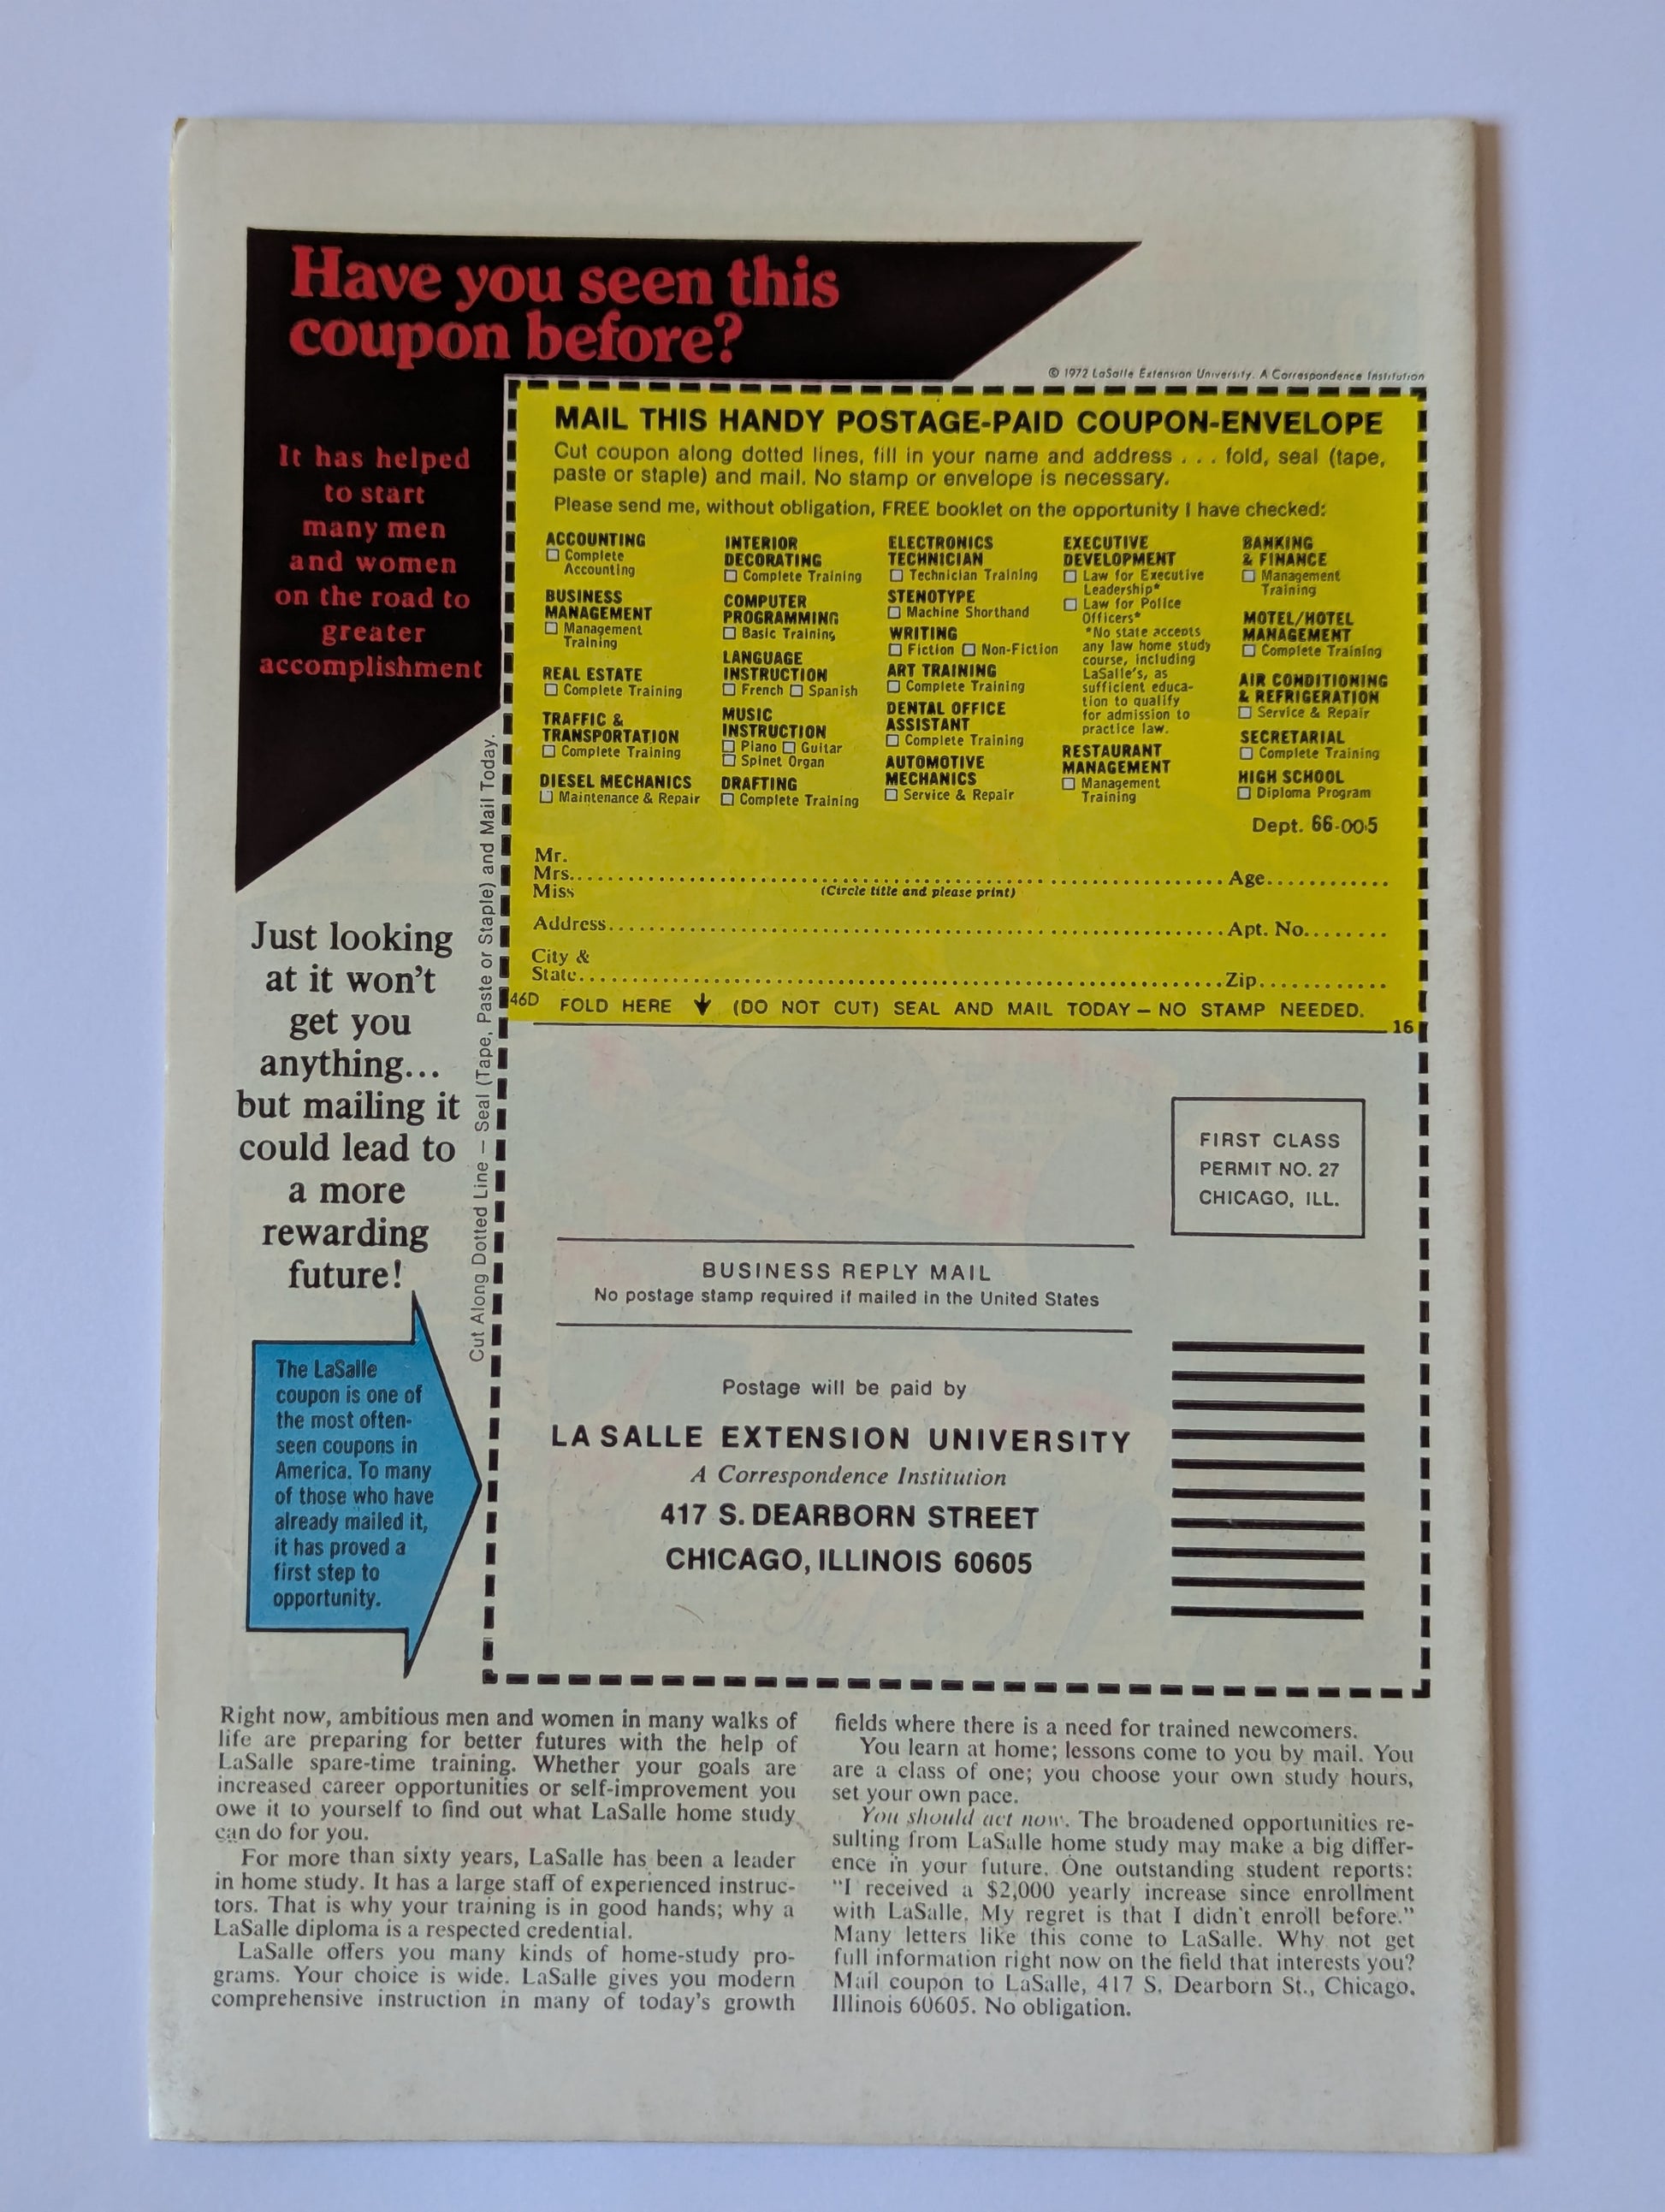 Have you seen this
coupon before?
It has helped
to start
many men
and women
on the road to
greater
accomplishment
© 1972 LaSalle Extension University. A Correspondence Institution
MAIL THIS HANDY POSTAGE-PAID COUPON-ENVELOPE
Cut coupon along dotted lines, fill in your name and address . . . fold, seal (tape,
paste or staple) and mail. No stamp or envelope is necessary.
Please send me, without obligation, FREE booklet on the opportunity I have checked:
ACCOUNTING
Complete
Accounting
BUSINESS
MANAGEMENT
Management
Training
REAL ESTATE
Complete Training
TRAFFIC &
TRANSPORTATION
Complete Training
DIESEL MECHANICS
Maintenance & Repair
INTERIOR
DECORATING
Complete Training
COMPUTER
PROGRAMMING
Basic Training
LANGUAGE
INSTRUCTION
French Spanish
MUSIC
INSTRUCTION
Piano Guitar
Spinet Organ
DRAFTING
Complete Training
ELECTRONICS
TECHNICIAN
Technician Training
STENOTYPE
Machine Shorthand
WRITING
Fiction Non-Fiction
ART TRAINING
Complete Training
DENTAL OFFICE
ASSISTANT
Complete Training
AUTOMOTIVE
MECHANICS
Service & Repair
EXECUTIVE
DEVELOPMENT
Law for Executive
Leadership*
Law for Police
Officers*
*No state accepts
any law home study
course, including
LaSalle's, as
sufficient educa-
tion to qualify
for admission to
practice law.
RESTAURANT
MANAGEMENT
Management
Training
BANKING
& FINANCE
Management
Training
MOTEL/HOTEL
MANAGEMENT
Complete Training
AIR CONDITIONING
& REFRIGERATION
Service & Repair
SECRETARIAL
Complete Training
HIGH SCHOOL
Diploma Program
Dept. 66-005
Mr.
Mrs. Age
Miss (Circle title and please print)
Address Apt. No.
City &
State Zip
46D FOLD HERE ↓ (DO NOT CUT) SEAL AND MAIL TODAY – NO STAMP NEEDED.
16
Cut Along Dotted Line – Seal (Tape, Paste or Staple) and Mail Today.
Just looking
at it won't
get you
anything...
but mailing it
could lead to
a more
rewarding
future!
The LaSalle
coupon is one of
the most often-
seen coupons in
America. To many
of those who have
already mailed it,
it has proved a
first step to
opportunity.
FIRST CLASS
PERMIT NO. 27
CHICAGO, ILL.
BUSINESS REPLY MAIL
No postage stamp required if mailed in the United States
Postage will be paid by
LA SALLE EXTENSION UNIVERSITY
A Correspondence Institution
417 S. DEARBORN STREET
CHICAGO, ILLINOIS 60605
Right now, ambitious men and women in many walks of
life are preparing for better futures with the help of
LaSalle spare-time training. Whether your goals are
increased career opportunities or self-improvement you
owe it to yourself to find out what LaSalle home study
can do for you.
For more than sixty years, LaSalle has been a leader
in home study. It has a large staff of experienced instruc-
tors. That is why your training is in good hands; why a
LaSalle diploma is a respected credential.
LaSalle offers you many kinds of home-study pro-
grams. Your choice is wide. LaSalle gives you modern
comprehensive instruction in many of today's growth
fields where there is a need for trained newcomers.
You learn at home; lessons come to you by mail. You
are a class of one; you choose your own study hours,
set your own pace.
You should act now. The broadened opportunities re-
sulting from LaSalle home study may make a big differ-
ence in your future. One outstanding student reports:
"I received a $2,000 yearly increase since enrollment
with LaSalle. My regret is that I didn't enroll before."
Many letters like this come to LaSalle. Why not get
full information right now on the field that interests you?
Mail coupon to LaSalle, 417 S. Dearborn St., Chicago,
Illinois 60605. No obligation.